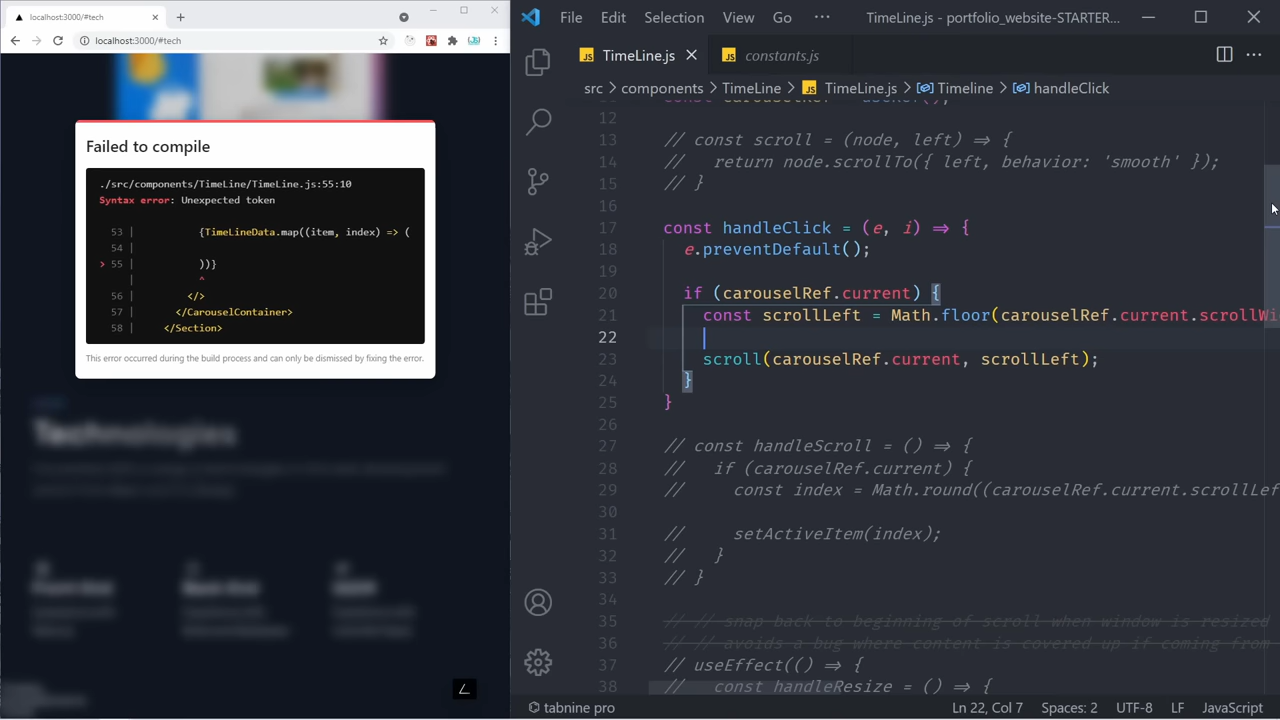 localhost:3000/#tech
localhost:3000/#tech
Failed to compile
./src/components/TimeLine/TimeLine.js:55:10
Syntax error: Unexpected token
53 | {TimeLineData.map((item, index) => (
54 |
> 55 | ))}
| ^
56 | </>
57 | </CarouselContainer>
58 | </Section>
This error occurred during the build process and can only be dismissed by fixing the error.
Technologies
File Edit Selection View Go ··· TimeLine.js - portfolio_website-STARTER...
JS TimeLine.js JS constants.js
src > components > TimeLine > JS TimeLine.js > Timeline > handleClick
12
13 // const scroll = (node, left) => {
14 // return node.scrollTo({ left, behavior: 'smooth' });
15 // }
16
17 const handleClick = (e, i) => {
18 e.preventDefault();
19
20 if (carouselRef.current) {
21 const scrollLeft = Math.floor(carouselRef.current.scrollWi
22
23 scroll(carouselRef.current, scrollLeft);
24 }
25 }
26
27 // const handleScroll = () => {
28 // if (carouselRef.current) {
29 // const index = Math.round((carouselRef.current.scrollLef
30
31 // setActiveItem(index);
32 // }
33 // }
34
35 // // snap back to beginning of scroll when window is resized
36 // // avoids a bug where content is covered up if coming from
37 // useEffect(() => {
38 // const handleResize = () => {
tabnine pro Ln 22, Col 7 Spaces: 2 UTF-8 LF JavaScript